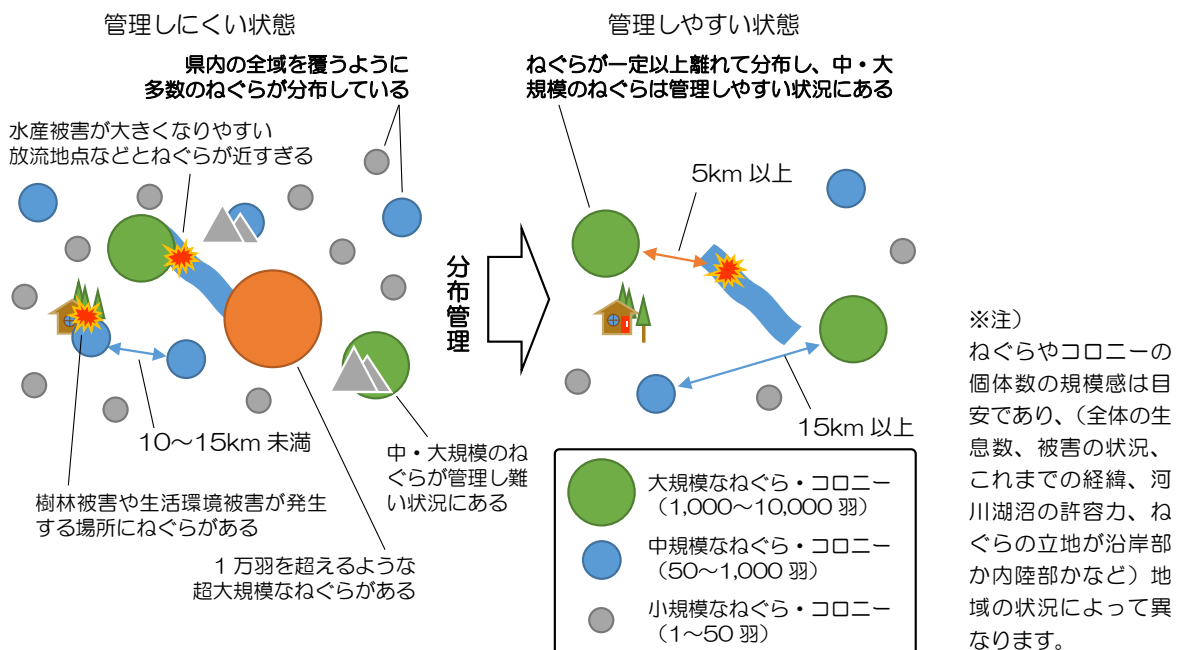 管理しにくい状態
県内の全域を覆うように
多数のねぐらが分布している
水産被害が大きくなりやすい
放流地点などとねぐらが近すぎる
10～15km 未満
樹林被害や生活環境被害が発生
する場所にねぐらがある
中・大規模のね
ぐらが管理し難
い状況にある
1 万羽を超えるような
超大規模なねぐらがある
分布管理
管理しやすい状態
ねぐらが一定以上離れて分布し、中・大
規模のねぐらは管理しやすい状況にある
5km 以上
15km 以上
大規模なねぐら・コロニー
（1,000～10,000 羽）
中規模なねぐら・コロニー
（50～1,000 羽）
小規模なねぐら・コロニー
（1～50 羽）
※注）
ねぐらやコロニーの
個体数の規模感は目
安であり、（全体の生
息数、被害の状況、
これまでの経緯、河
川湖沼の許容力、ね
ぐらの立地が沿岸部
か内陸部かなど）地
域の状況によって異
なります。